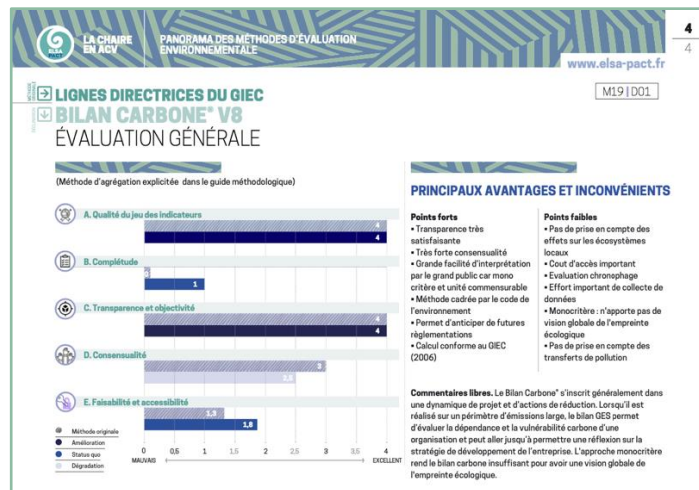 LA CHAIRE
EN ACV
ELSA
PACT
PANORAMA DES MÉTHODES D'ÉVALUATION
ENVIRONNEMENTALE
www.elsa-pact.fr
4
4
M19 | D01
LIGNES DIRECTRICES DU GIEC
BILAN CARBONE® V8
ÉVALUATION GÉNÉRALE
(Méthode d'agrégation explicitée dans le guide méthodologique)
A. Qualité du jeu des indicateurs
4
4
B. Complétude
1
C. Transparence et objectivité
4
4
D. Consensualité
3
2,5
E. Faisabilité et accessibilité
1,3
1,8
Méthode originale
Amélioration
Status quo
Dégradation
0 0,5 1 1,5 2 2,5 3 3,5 4
MAUVAIS EXCELLENT
PRINCIPAUX AVANTAGES ET INCONVÉNIENTS
Points forts
• Transparence très
satisfaisante
• Très forte consensualité
• Grande facilité d'interprétation
par le grand public car mono
critère et unité commensurable
• Méthode cadrée par le code de
l'environnement
• Permet d'anticiper de futures
règlementations
• Calcul conforme au GIEC
(2006)
Points faibles
• Pas de prise en compte des
effets sur les écosystèmes
locaux
• Cout d'accès important
• Evaluation chronophage
• Effort important de collecte de
données
• Monocritère : n'apporte pas de
vision globale de l'empreinte
écologique
• Pas de prise en compte des
transferts de pollution
Commentaires libres. Le Bilan Carbone® s'inscrit généralement dans
une dynamique de projet et d'actions de réduction. Lorsqu'il est
réalisé sur un périmètre d'émissions large, le bilan GES permet
d'évaluer la dépendance et la vulnérabilité carbone d'une
organisation et peut aller jusqu'à permettre une réflexion sur la
stratégie de développement de l'entreprise. L'approche monocritère
rend le bilan carbone insuffisant pour avoir une vision globale de
l'empreinte écologique.